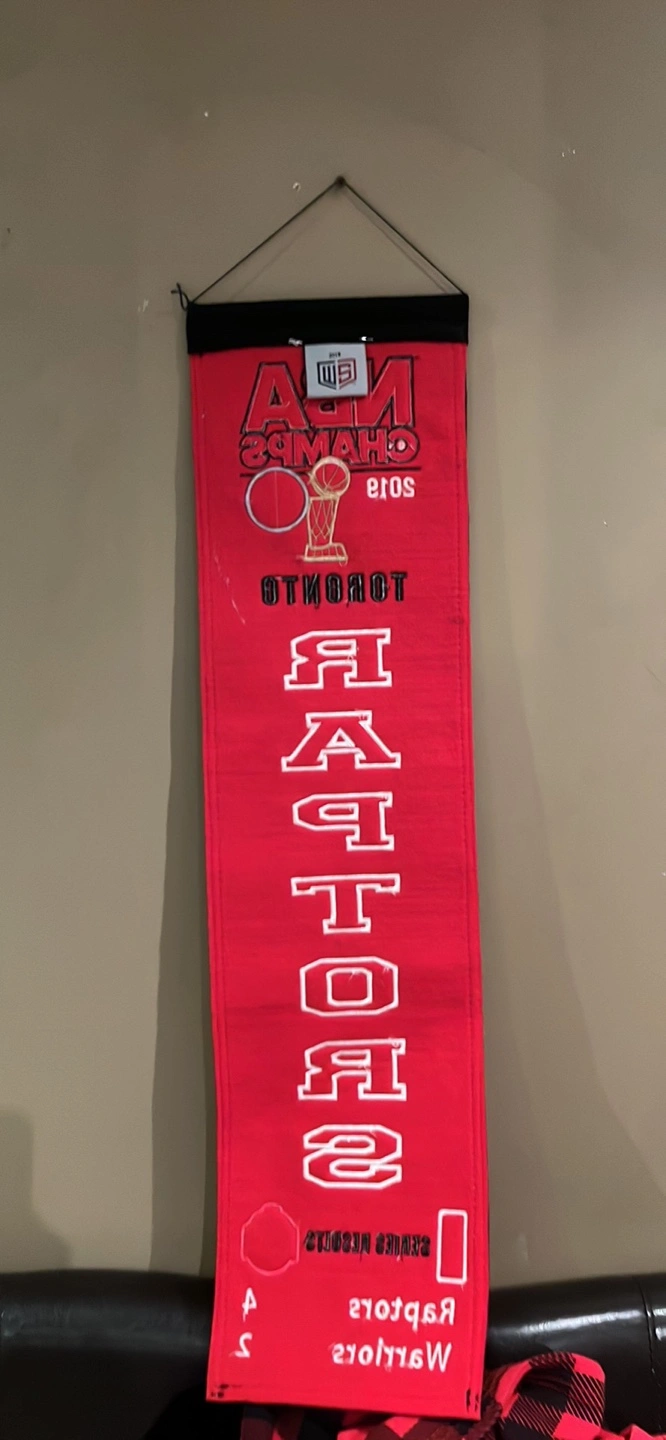 NBA
CHAMPS
2019
TORONTO
RAPTORS
SERIES RESULTS
Raptors 4
Warriors 2